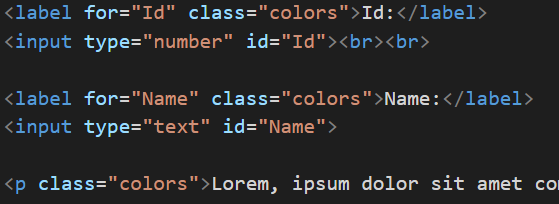 <label for="Id" class="colors">Id:</label>
<input type="number" id="Id"><br><br>
<label for="Name" class="colors">Name:</label>
<input type="text" id="Name">
<p class="colors">Lorem, ipsum dolor sit amet